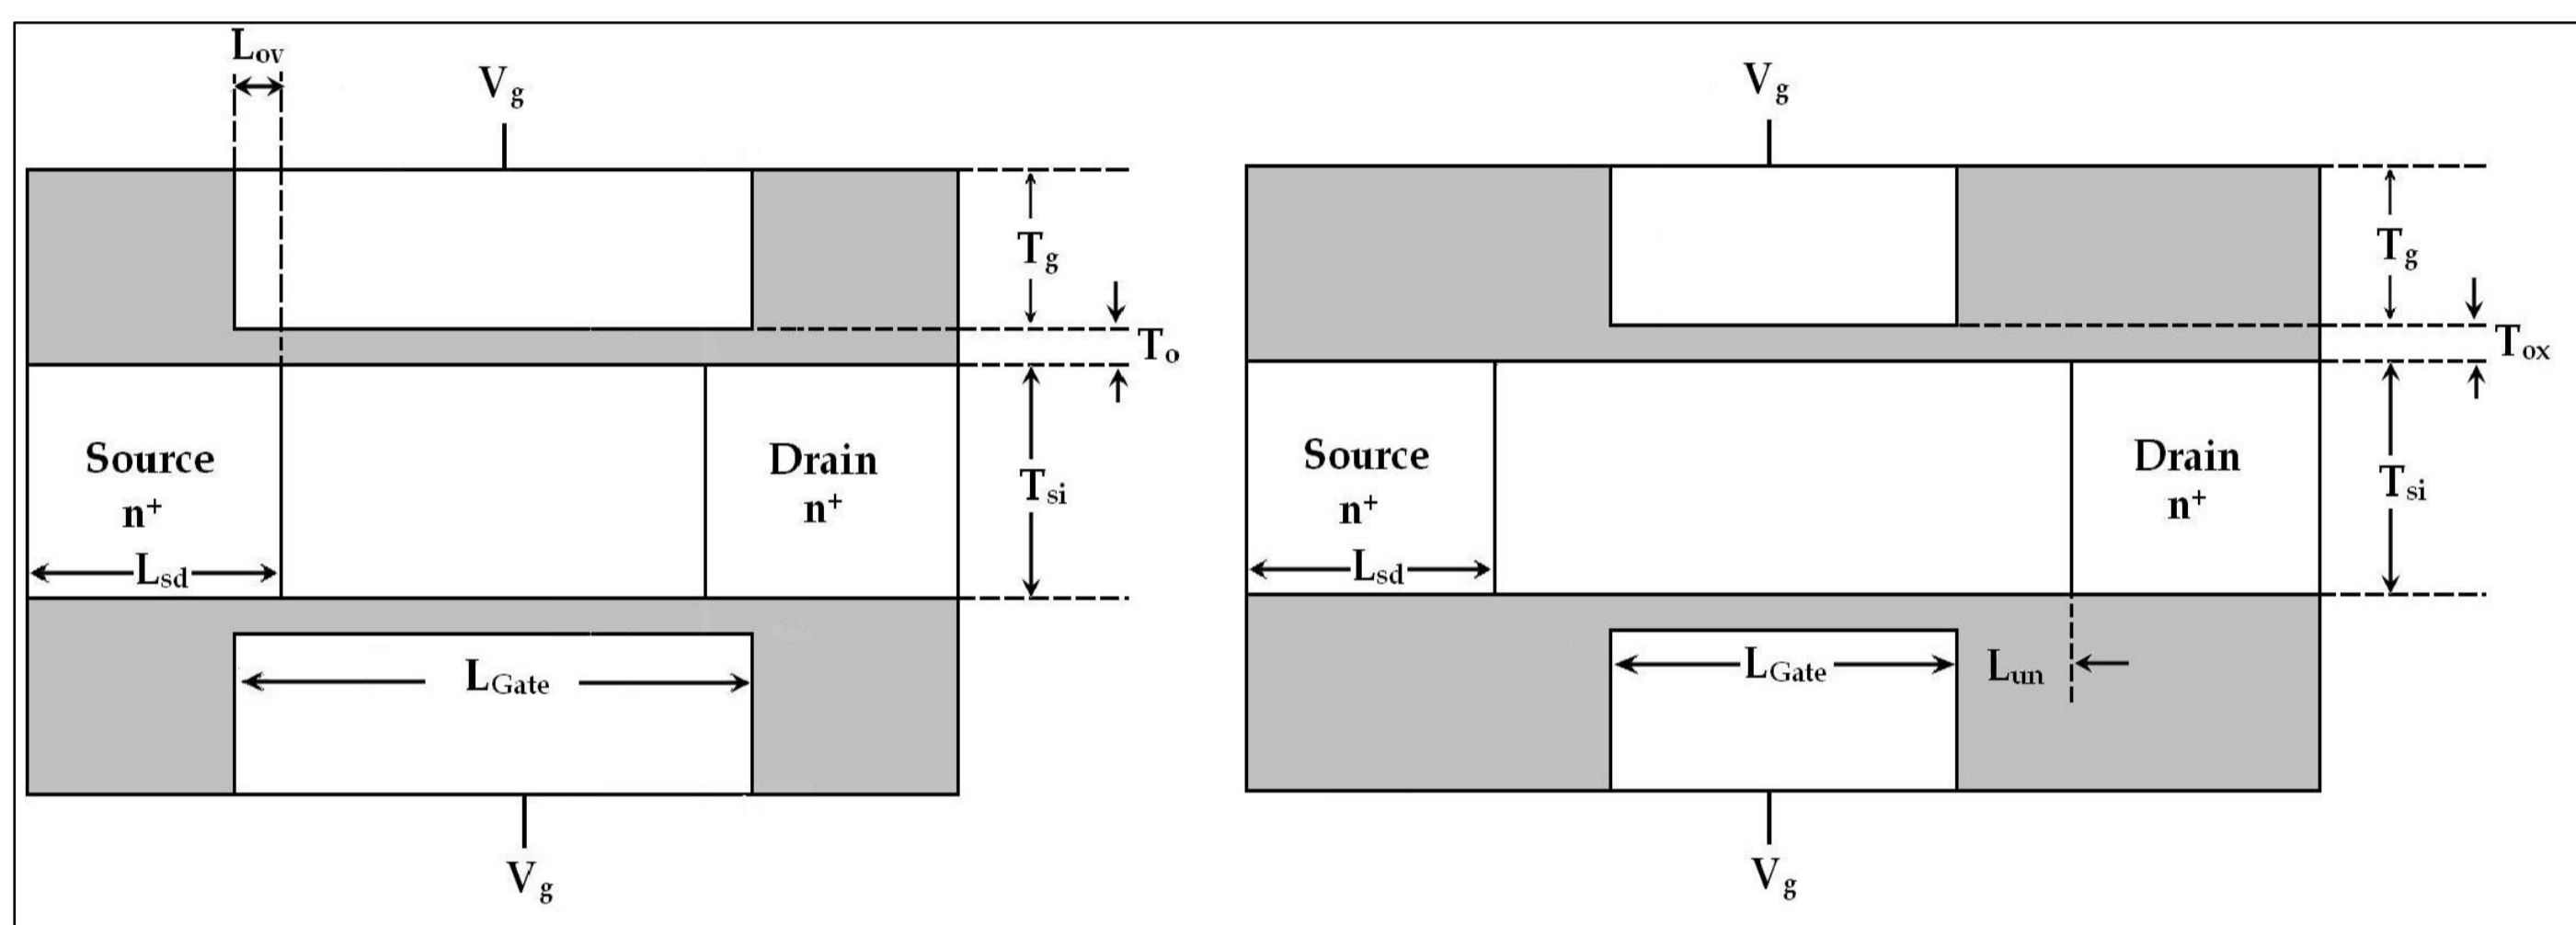 Lov
Vg
Tg
To
Source
n+
Lsd
Drain
n+
Tsi
LGate
Vg
Vg
Tg
Tox
Source
n+
Lsd
Drain
n+
Tsi
LGate
Lun
Vg